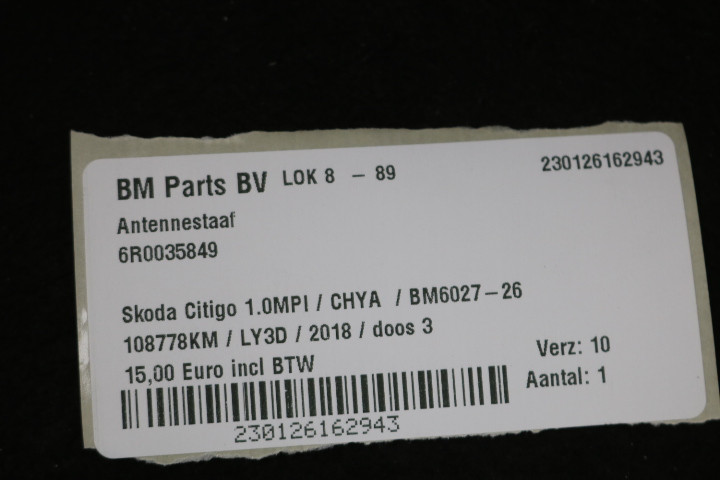 BM Parts BV LOK 8 - 89 230126162943
Antennestaaf
6R0035849
Skoda Citigo 1.0MPI / CHYA / BM6027-26
108778KM / LY3D / 2018 / doos 3
15,00 Euro incl BTW
Verz: 10
Aantal: 1
230126162943